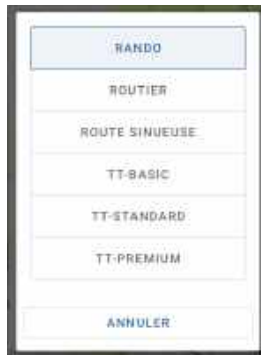 RANDO
ROUTIER
ROUTE SINUEUSE
TT-BASIC
TT-STANDARD
TT-PREMIUM
ANNULER